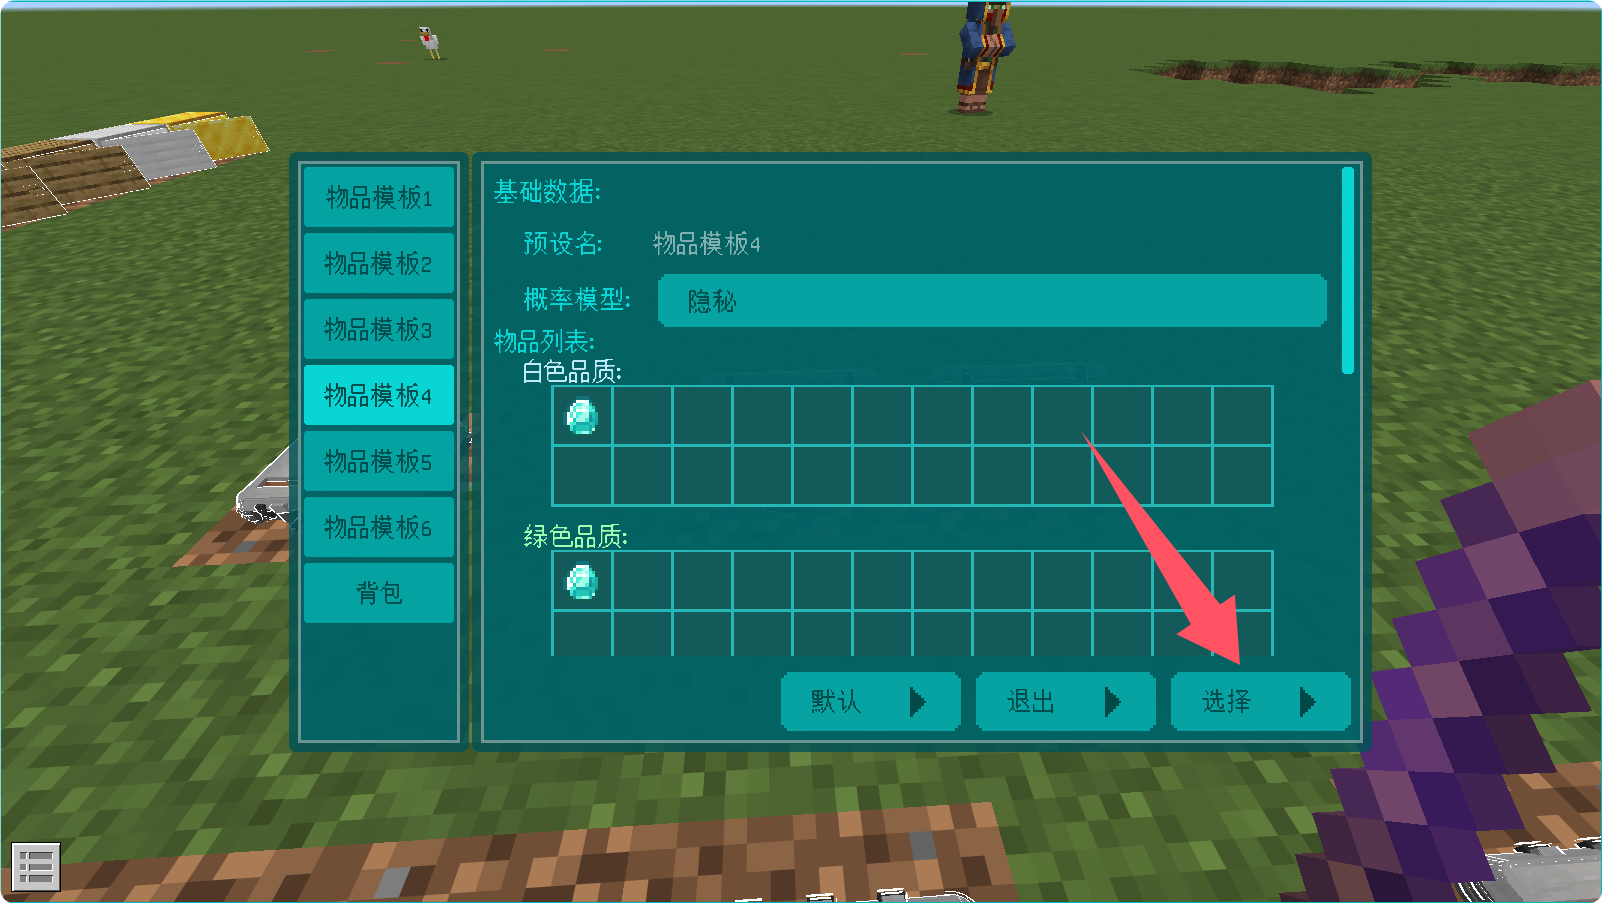 物品模板1
物品模板2
物品模板3
物品模板4
物品模板5
物品模板6
背包
基础数据:
预设名: 物品模板4
概率模型: 隐秘
物品列表:
白色品质:
绿色品质:
默认
退出
选择